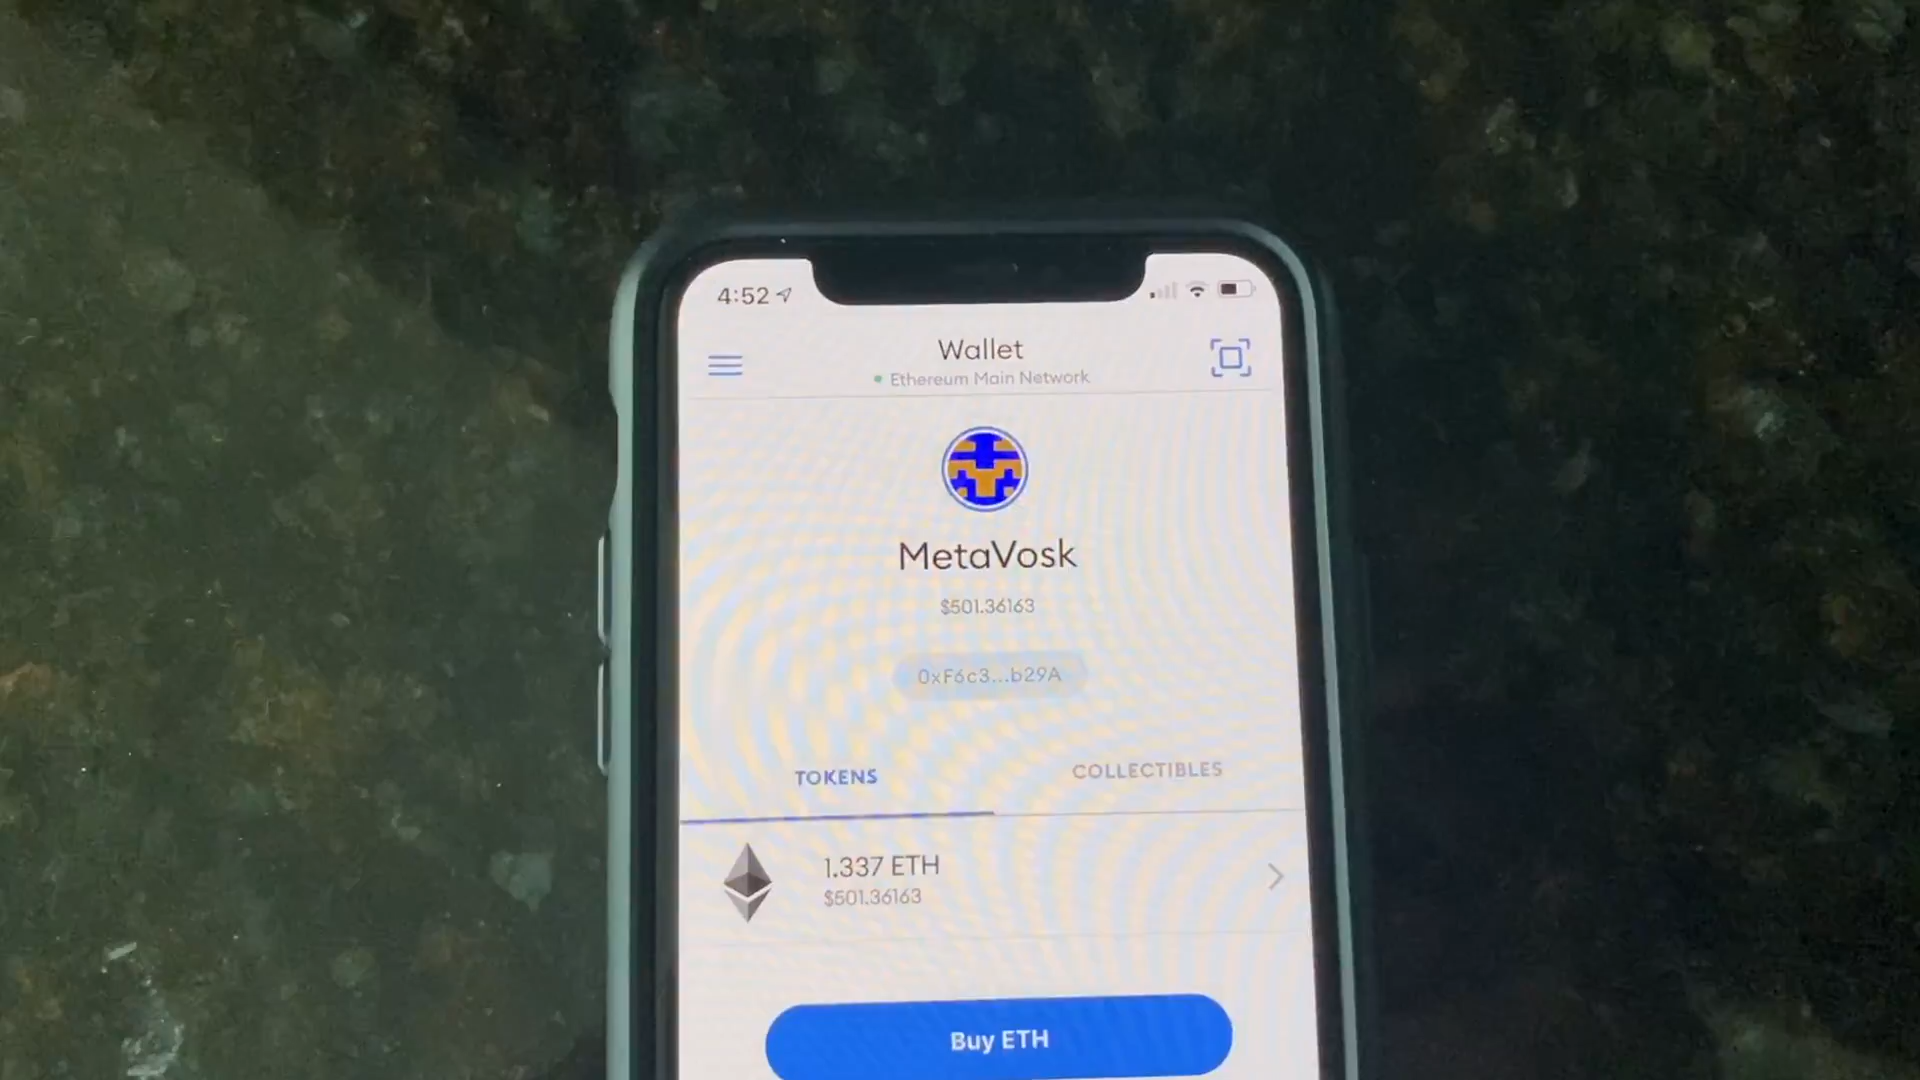 4:52
Wallet
Ethereum Main Network
MetaVosk
$501.36163
0xF6c3...b29A
TOKENS
COLLECTIBLES
1.337 ETH
$501.36163
Buy ETH